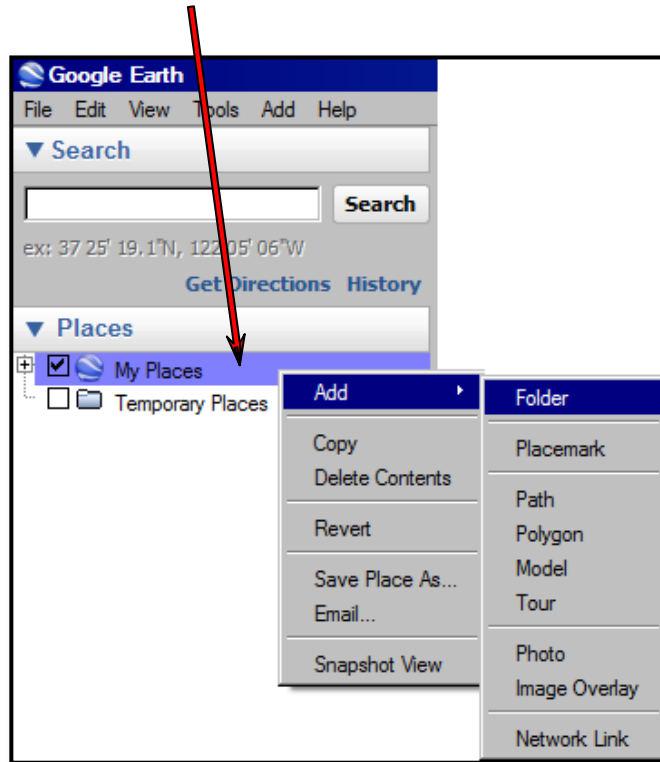 Google Earth
File Edit View Tools Add Help
Search
Search
ex: 37 25' 19.1"N, 122 05' 06"W
Get Directions History
Places
My Places
Temporary Places
Add
Copy
Delete Contents
Revert
Save Place As...
Email...
Snapshot View
Folder
Placemark
Path
Polygon
Model
Tour
Photo
Image Overlay
Network Link